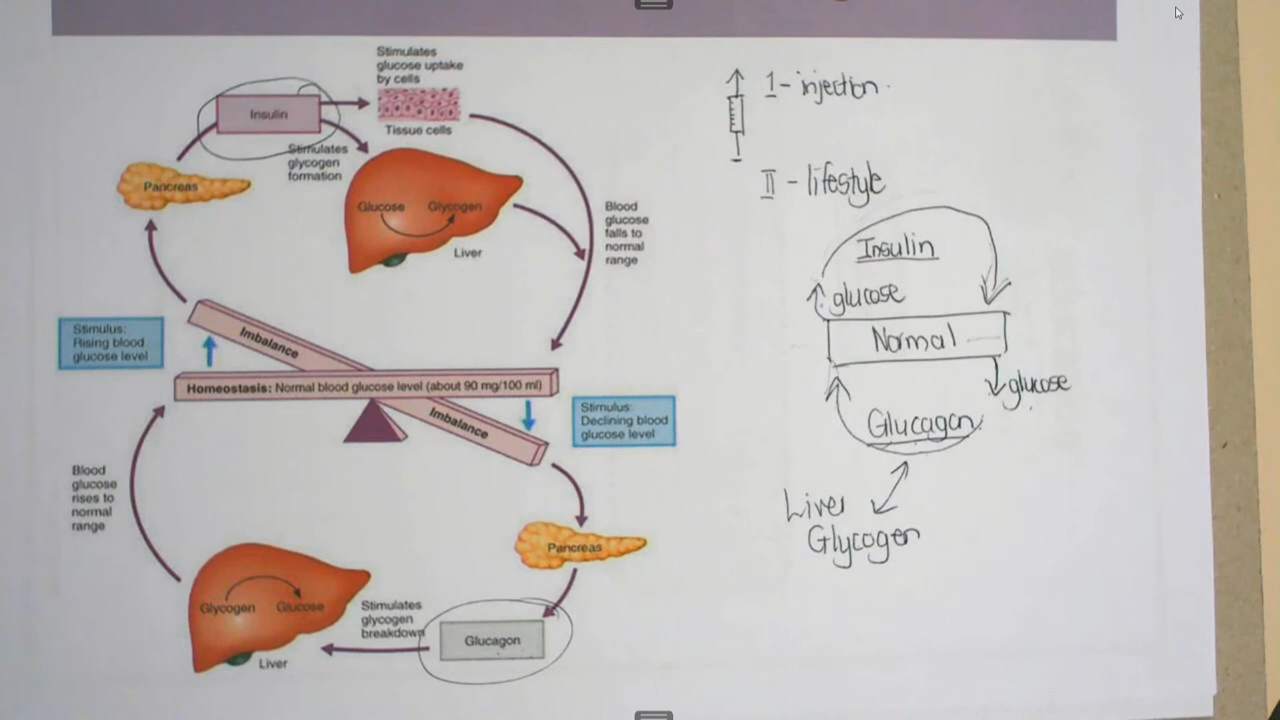 Stimulates
glucose uptake
by cells
Insulin
Tissue cells
Stimulates
glycogen
formation
Pancreas
Glucose Glycogen
Liver
Blood
glucose
falls to
normal
range
Stimulus:
Rising blood
glucose level
Imbalance
Homeostasis: Normal blood glucose level (about 90 mg/100 ml)
Imbalance
Stimulus:
Declining blood
glucose level
Blood
glucose
rises to
normal
range
Pancreas
Glycogen Glucose
Liver
Stimulates
glycogen
breakdown
Glucagon
I - injection.
II - lifestyle
Insulin
glucose
Normal
glucose
Glucagon
Liver
Glycogen